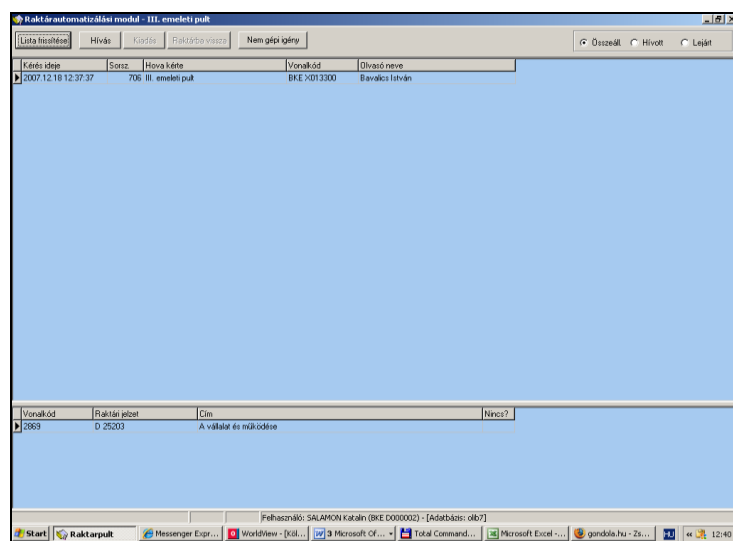 Raktárautomatizálási modul - III. emeleti pult
Lista frissítése Hívás Kiadás Raktárba vissza Nem gépi igény Összeáll Hívott Lejárt
Kérés ideje Sorsz. Hova kérte Vonalkód Olvasó neve
2007.12.18 12:37:37 706 III. emeleti pult BKE X013300 Bavalics István
Vonalkód Raktári jelzet Cím Nincs?
2869 D 25203 A vállalat és működése
Felhasználó: SALAMON Katalin (BKE D000002) - [Adatbázis: olib7]
Start Raktarpult Messenger Expr... WorldView - [Köl... 3 Microsoft Of... Total Command... Microsoft Excel -... gondola.hu - Zs... HU « 12:40